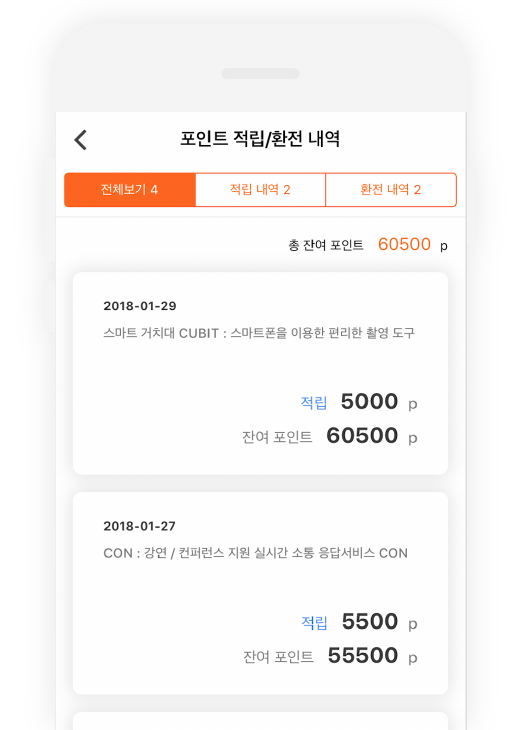 포인트 적립/환전 내역
전체보기 4 적립 내역 2 환전 내역 2
총 잔여 포인트 60500 p
2018-01-29
스마트 거치대 CUBIT : 스마트폰을 이용한 편리한 촬영 도구
적립 5000 p
잔여 포인트 60500 p
2018-01-27
CON : 강연 / 컨퍼런스 지원 실시간 소통 응답서비스 CON
적립 5500 p
잔여 포인트 55500 p